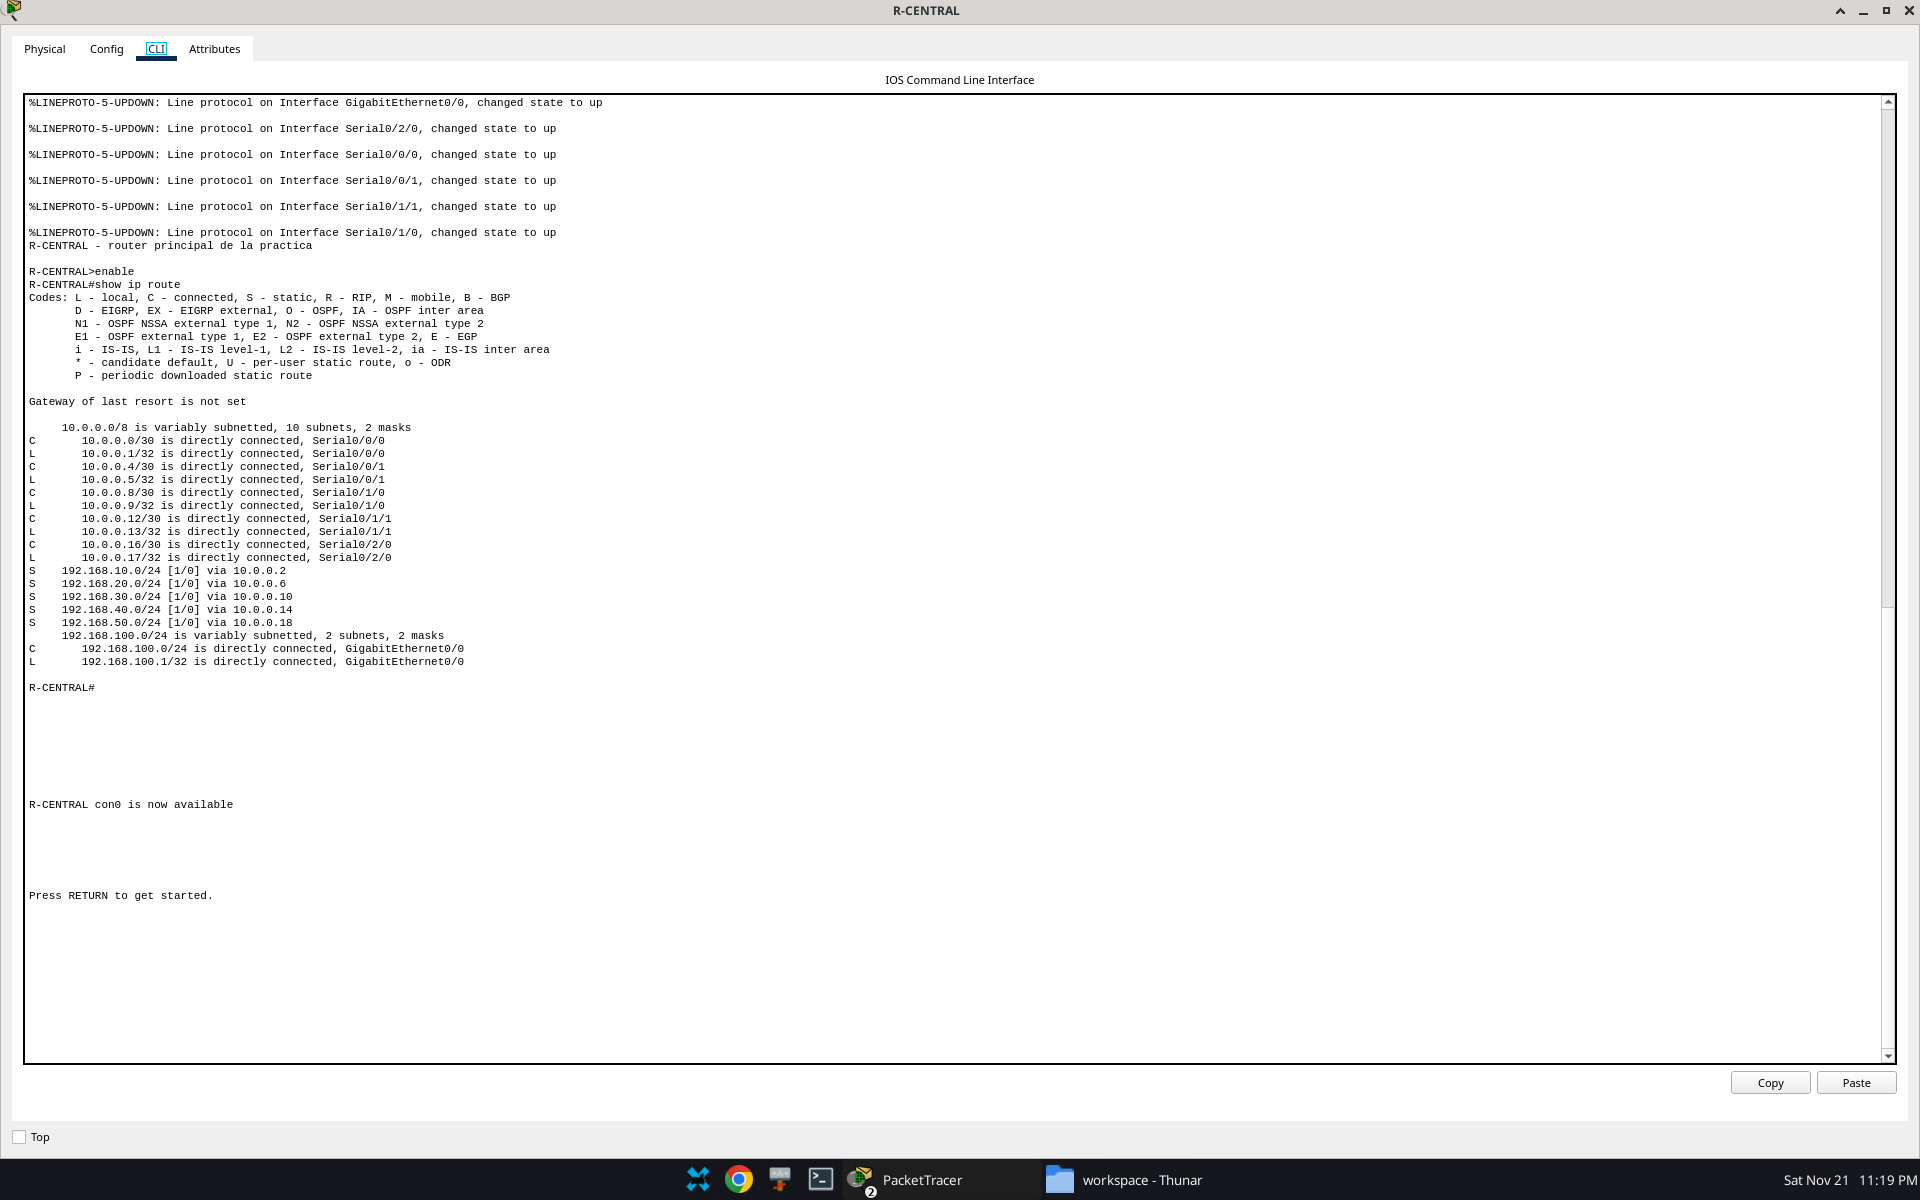 R-CENTRAL
Physical
Config
CLI
Attributes
IOS Command Line Interface
%LINEPROTO-5-UPDOWN: Line protocol on Interface GigabitEthernet0/0, changed state to up
%LINEPROTO-5-UPDOWN: Line protocol on Interface Serial0/2/0, changed state to up
%LINEPROTO-5-UPDOWN: Line protocol on Interface Serial0/0/0, changed state to up
%LINEPROTO-5-UPDOWN: Line protocol on Interface Serial0/0/1, changed state to up
%LINEPROTO-5-UPDOWN: Line protocol on Interface Serial0/1/1, changed state to up
%LINEPROTO-5-UPDOWN: Line protocol on Interface Serial0/1/0, changed state to up
R-CENTRAL - router principal de la practica
R-CENTRAL>enable
R-CENTRAL#show ip route
Codes: L - local, C - connected, S - static, R - RIP, M - mobile, B - BGP
       D - EIGRP, EX - EIGRP external, O - OSPF, IA - OSPF inter area
       N1 - OSPF NSSA external type 1, N2 - OSPF NSSA external type 2
       E1 - OSPF external type 1, E2 - OSPF external type 2, E - EGP
       i - IS-IS, L1 - IS-IS level-1, L2 - IS-IS level-2, ia - IS-IS inter area
       * - candidate default, U - per-user static route, o - ODR
       P - periodic downloaded static route
Gateway of last resort is not set
     10.0.0.0/8 is variably subnetted, 10 subnets, 2 masks
C       10.0.0.0/30 is directly connected, Serial0/0/0
L       10.0.0.1/32 is directly connected, Serial0/0/0
C       10.0.0.4/30 is directly connected, Serial0/0/1
L       10.0.0.5/32 is directly connected, Serial0/0/1
C       10.0.0.8/30 is directly connected, Serial0/1/0
L       10.0.0.9/32 is directly connected, Serial0/1/0
C       10.0.0.12/30 is directly connected, Serial0/1/1
L       10.0.0.13/32 is directly connected, Serial0/1/1
C       10.0.0.16/30 is directly connected, Serial0/2/0
L       10.0.0.17/32 is directly connected, Serial0/2/0
S    192.168.10.0/24 [1/0] via 10.0.0.2
S    192.168.20.0/24 [1/0] via 10.0.0.6
S    192.168.30.0/24 [1/0] via 10.0.0.10
S    192.168.40.0/24 [1/0] via 10.0.0.14
S    192.168.50.0/24 [1/0] via 10.0.0.18
     192.168.100.0/24 is variably subnetted, 2 subnets, 2 masks
C       192.168.100.0/24 is directly connected, GigabitEthernet0/0
L       192.168.100.1/32 is directly connected, GigabitEthernet0/0
R-CENTRAL#
R-CENTRAL con0 is now available
Press RETURN to get started.
Copy
Paste
Top
2
PacketTracer
workspace - Thunar
Sat Nov 21 11:19 PM